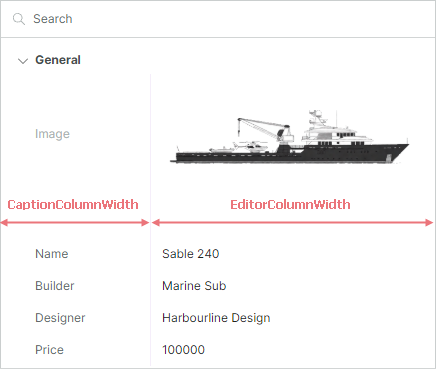 Search
General
Image
CaptionColumnWidth EditorColumnWidth
Name Sable 240
Builder Marine Sub
Designer Harbourline Design
Price 100000